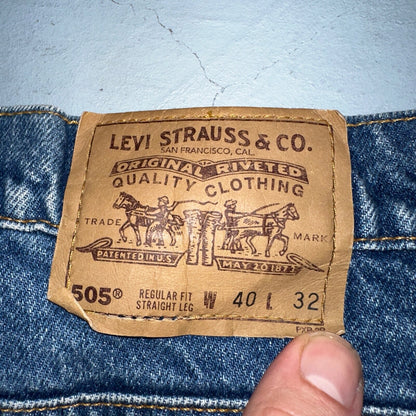 LEVI STRAUSS & CO.
SAN FRANCISCO, CAL.
ORIGINAL RIVETED
QUALITY CLOTHING
TRADE MARK
PATENTED IN U.S. MAY 20 1873
505® REGULAR FIT W 40 L 32
STRAIGHT LEG